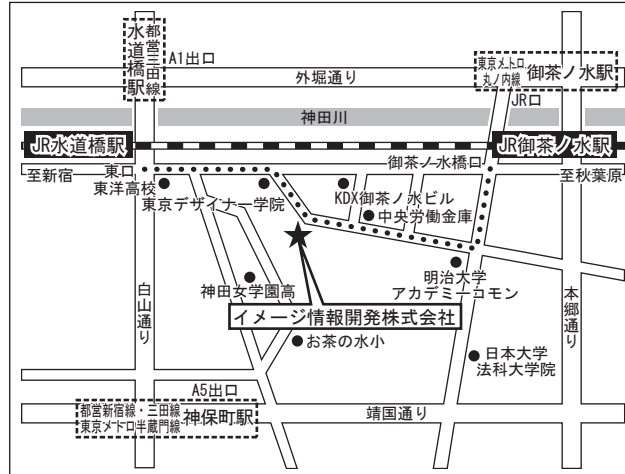 水道橋駅
都営三田線
A1出口
外堀通り
東京メトロ
丸ノ内線
御茶ノ水駅
JR口
神田川
JR水道橋駅
JR御茶ノ水駅
御茶ノ水橋口
至新宿
東口
至秋葉原
東洋高校
東京デザイナー学院
KDX御茶ノ水ビル
中央労働金庫
神田女学園高
明治大学
アカデミーコモン
白山通り
本郷通り
イメージ情報開発株式会社
お茶の水小
日本大学
法科大学院
A5出口
都営新宿線・三田線
東京メトロ半蔵門線
神保町駅
靖国通り